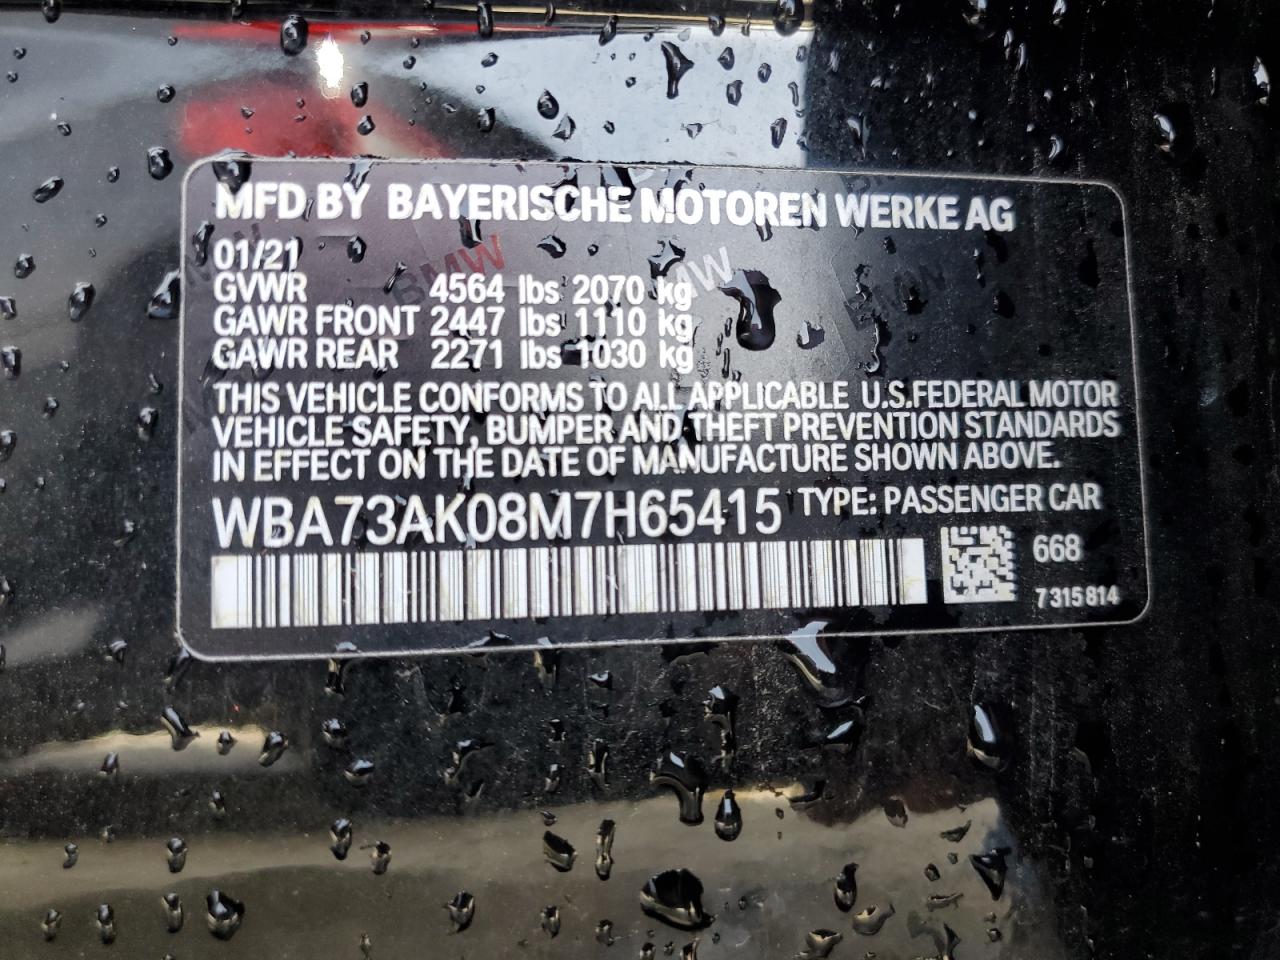 MFD BY BAYERISCHE MOTOREN WERKE AG
01/21
GVWR 4564 lbs 2070 kg
GAWR FRONT 2447 lbs 1110 kg
GAWR REAR 2271 lbs 1030 kg
THIS VEHICLE CONFORMS TO ALL APPLICABLE U.S.FEDERAL MOTOR
VEHICLE SAFETY, BUMPER AND THEFT PREVENTION STANDARDS
IN EFFECT ON THE DATE OF MANUFACTURE SHOWN ABOVE.
WBA73AK08M7H65415 TYPE: PASSENGER CAR
668
7 315 814
BMW
BMW
BMW